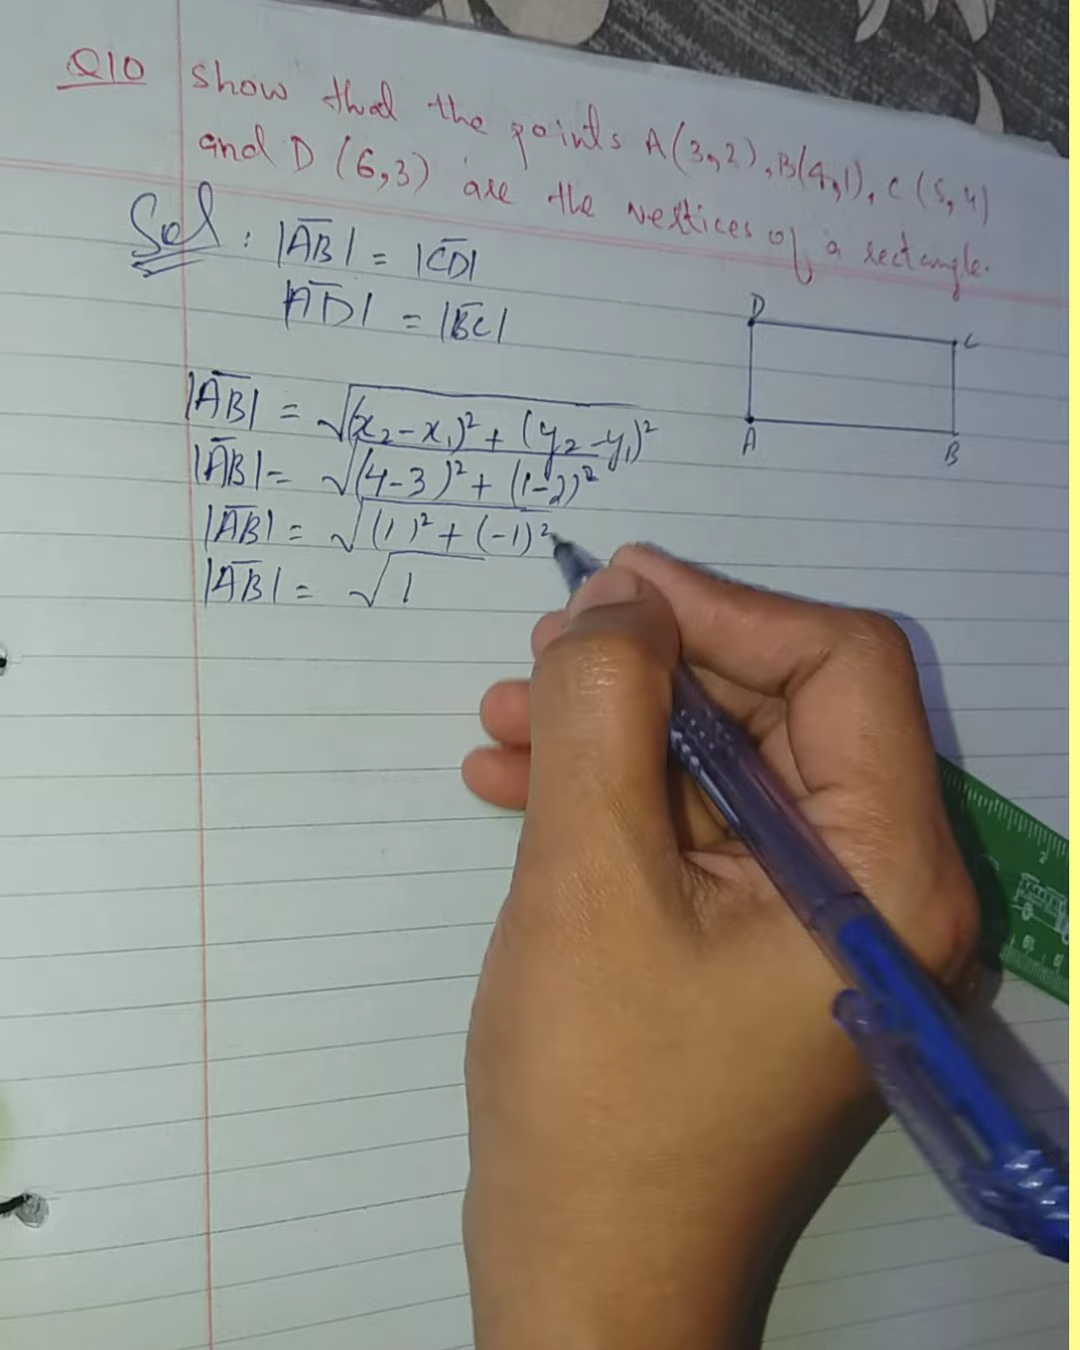 Q10 show that the points A(3,2), B(4,1), C(5,4)
and D (6,3) are the vertices of a rectangle.
Sol: |AB| = |CD|
|AD| = |BC|
D
C
A
B
|AB| = √(x₂-x₁)² + (y₂-y₁)²
|AB| = √(4-3)² + (1-2)²
|AB| = √(1)² + (-1)²
|AB| = √1
2